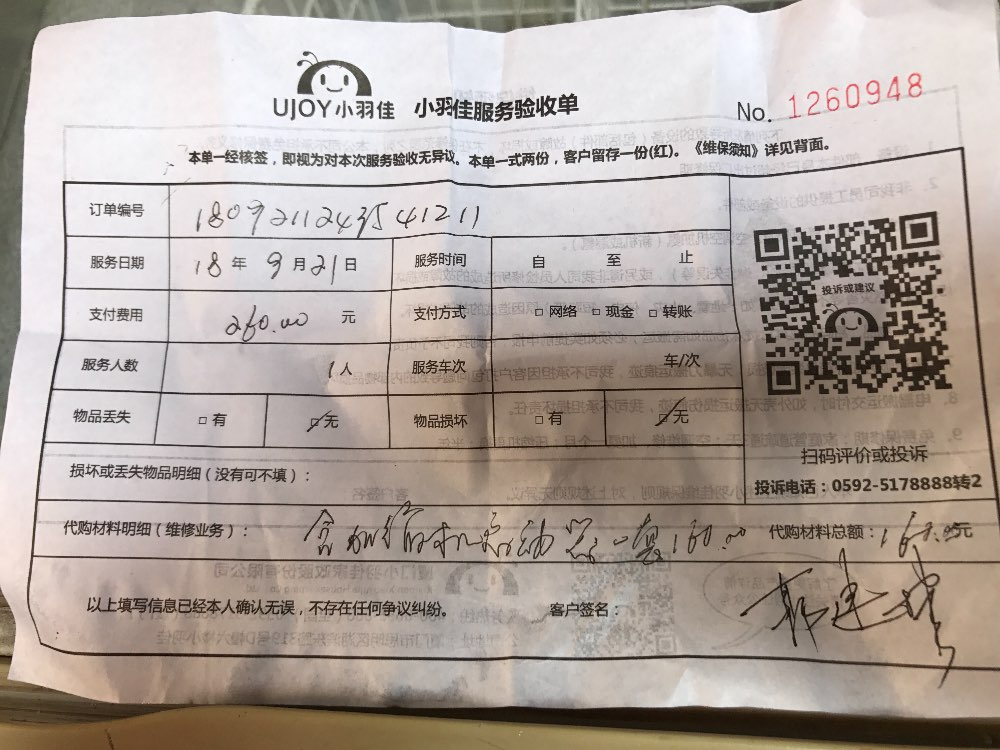 UJOY小羽佳 小羽佳服务验收单 No. 1260948
本单一经核签，即视为对本次服务验收无异议。本单一式两份，客户留存一份(红)。《维保须知》详见背面。
订单编号 1809211243541211
服务日期 18年9月21日 服务时间 自 至 止
支付费用 260.00 元 支付方式 □网络 □现金 □转账
服务人数 1人 服务车次 车/次
物品丢失 □有 ☑无 物品损坏 □有 ☑无
投诉或建议
扫码评价或投诉
投诉电话：0592-5178888转2
损坏或丢失物品明细（没有可不填）：
代购材料明细（维修业务）： 160.00 代购材料总额：160.00元
以上填写信息已经本人确认无误，不存在任何争议纠纷。 客户签名：